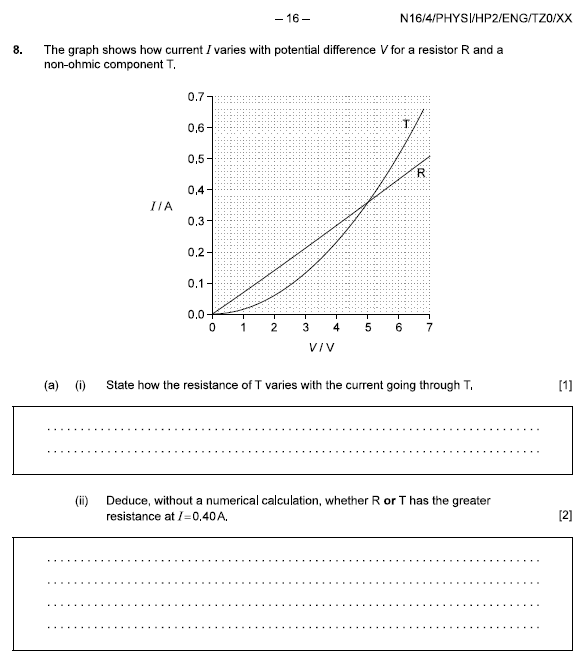 – 16 –
N16/4/PHYSI/HP2/ENG/TZ0/XX
8. The graph shows how current I varies with potential difference V for a resistor R and a
non-ohmic component T.
0.7
0.6
0.5
0.4
0.3
0.2
0.1
0.0
I / A
T
R
0 1 2 3 4 5 6 7
V / V
(a) (i) State how the resistance of T varies with the current going through T. [1]
(ii) Deduce, without a numerical calculation, whether R or T has the greater
resistance at I=0.40A. [2]